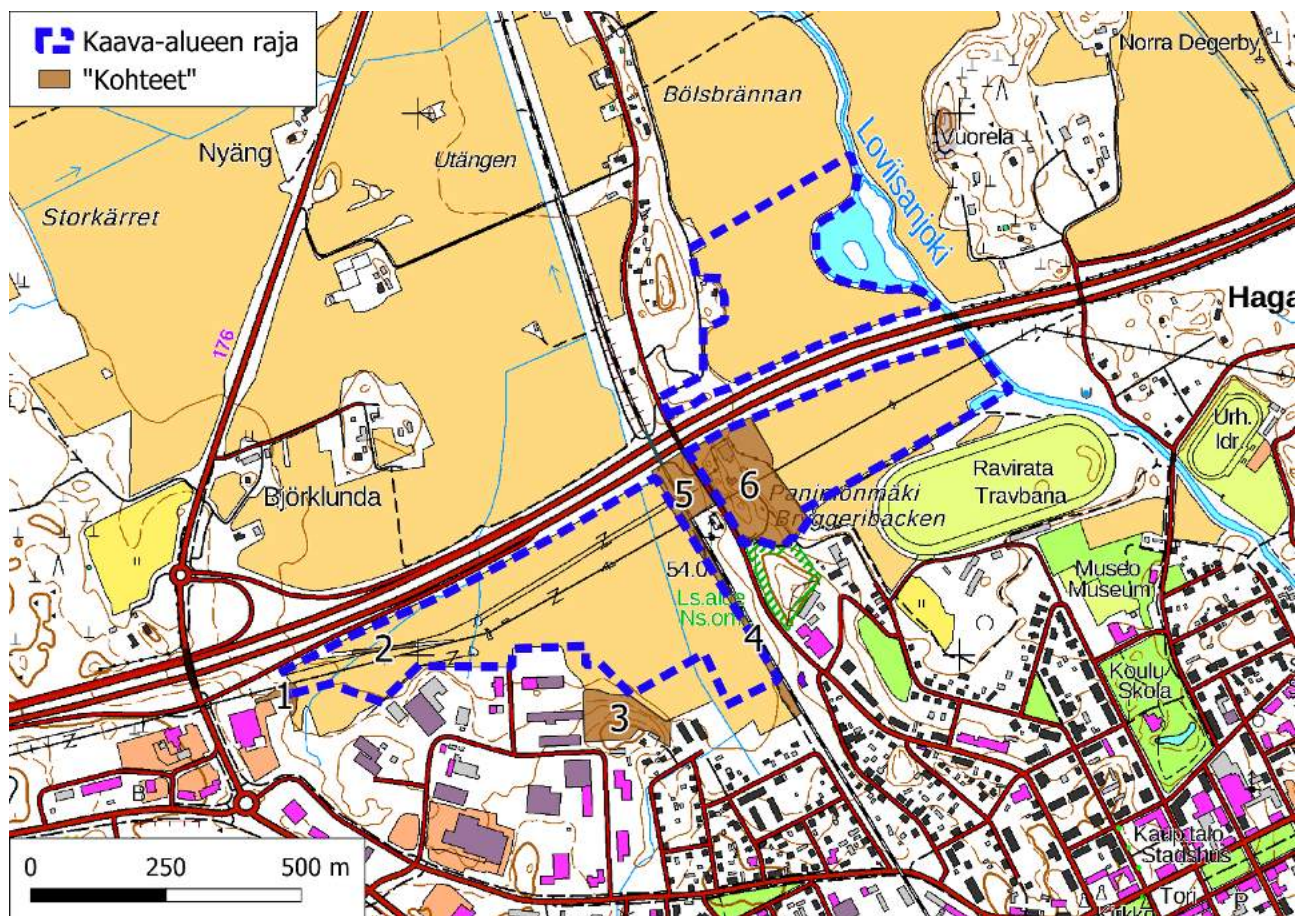 Kaava-alueen raja
"Kohteet"
Norra Degerby
Bölsbrännan
Nyäng
Utängen
Vuorela
Loviisanjoki
Storkärret
Haga
176
Urh.
Idr.
Ravirata
Travbana
Björklunda
5
6
Panimonmäki
Bryggeribacken
54.0
Museo
Museum
Ls.alue
Ns.om
4
2
1
3
Koulu
Skola
Kaup.talo
Stadshus
Tori
0 250 500 m